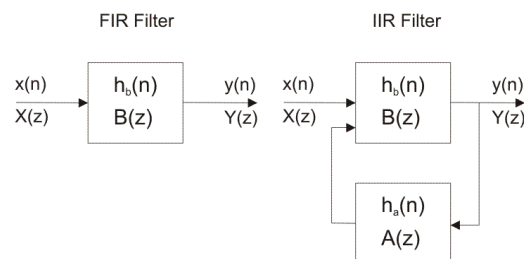 FIR Filter
x(n)
X(z)
h_b(n)
B(z)
y(n)
Y(z)
IIR Filter
x(n)
X(z)
h_b(n)
B(z)
y(n)
Y(z)
h_a(n)
A(z)